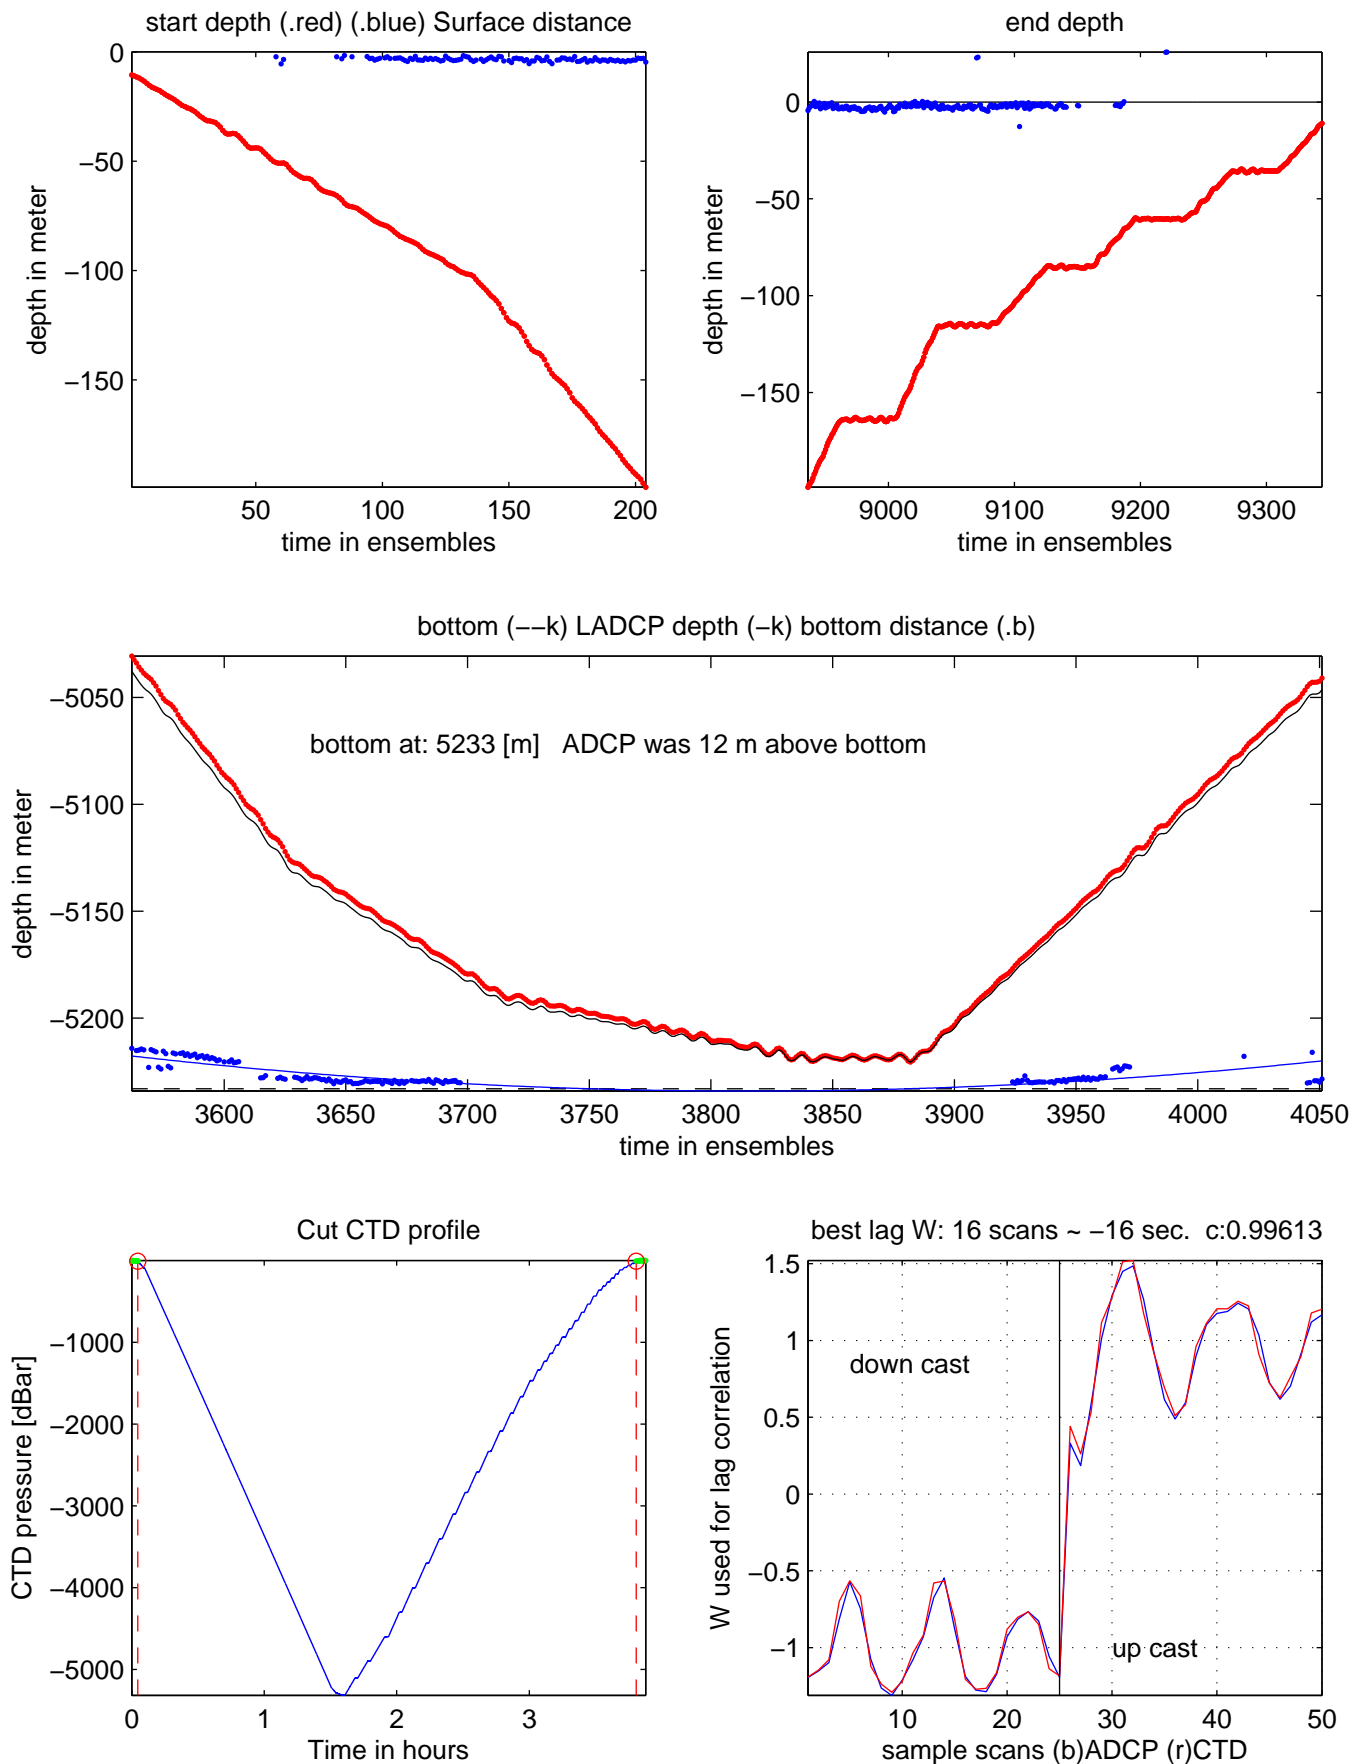 start depth (.red) (.blue) Surface distance
0
−50
−100
−150
depth in meter
50
100
150
200
time in ensembles
end depth
0
−50
−100
−150
depth in meter
9000
9100
9200
9300
time in ensembles
bottom (−−k) LADCP depth (−k) bottom distance (.b)
bottom at: 5233 [m]   ADCP was 12 m above bottom
−5050
−5100
−5150
−5200
depth in meter
3600
3650
3700
3750
3800
3850
3900
3950
4000
4050
time in ensembles
Cut CTD profile
−1000
−2000
−3000
−4000
−5000
CTD pressure [dBar]
0
1
2
3
Time in hours
best lag W: 16 scans ~ −16 sec.  c:0.99613
1.5
1
0.5
0
−0.5
−1
W used for lag correlation
down cast
up cast
10
20
30
40
50
sample scans (b)ADCP (r)CTD